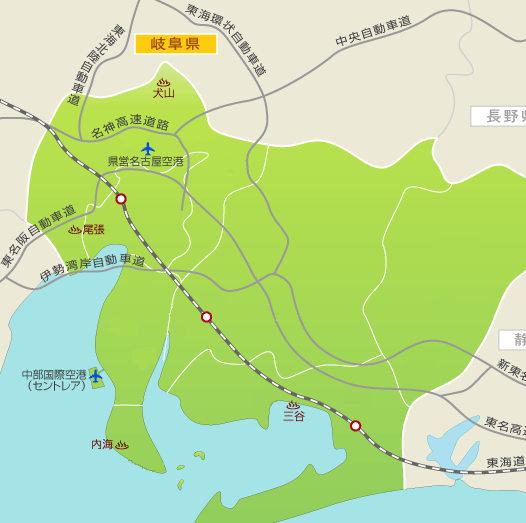 東海北陸自動車道
東海環状自動車道
岐阜県
中央自動車道
犬山
長野県
名神高速道路
県営名古屋空港
東名阪自動車道
尾張
伊勢湾岸自動車道
静
新東名
中部国際空港
(セントレア)
三谷
東名高速
内海
東海道